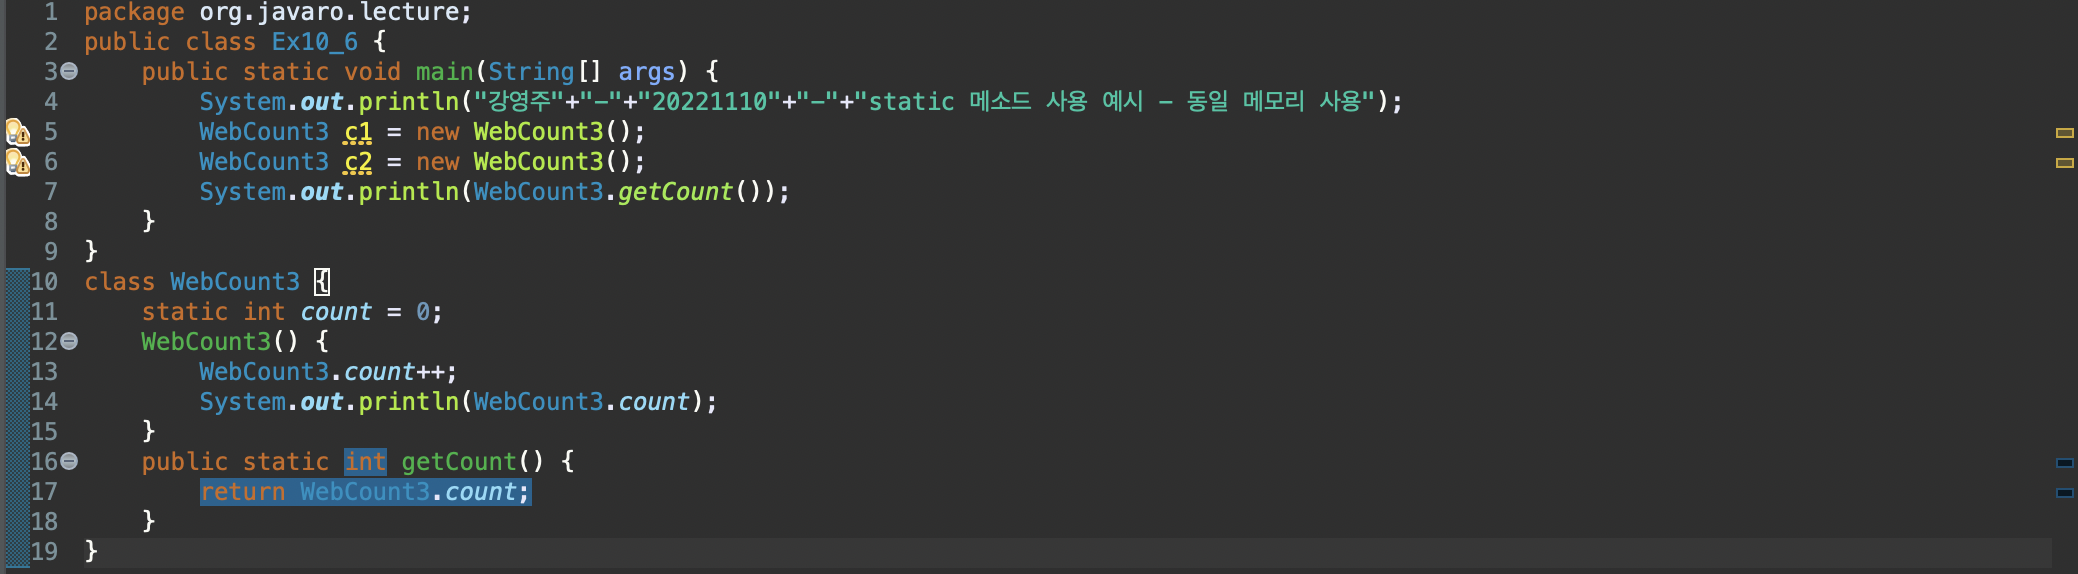 1 package org.javaro.lecture;
2 public class Ex10_6 {
3 public static void main(String[] args) {
4 System.out.println("강영주"+"-"+"20221110"+"-"+"static 메소드 사용 예시 - 동일 메모리 사용");
5 WebCount3 c1 = new WebCount3();
6 WebCount3 c2 = new WebCount3();
7 System.out.println(WebCount3.getCount());
8 }
9 }
10 class WebCount3 {
11 static int count = 0;
12 WebCount3() {
13 WebCount3.count++;
14 System.out.println(WebCount3.count);
15 }
16 public static int getCount() {
17 return WebCount3.count;
18 }
19 }